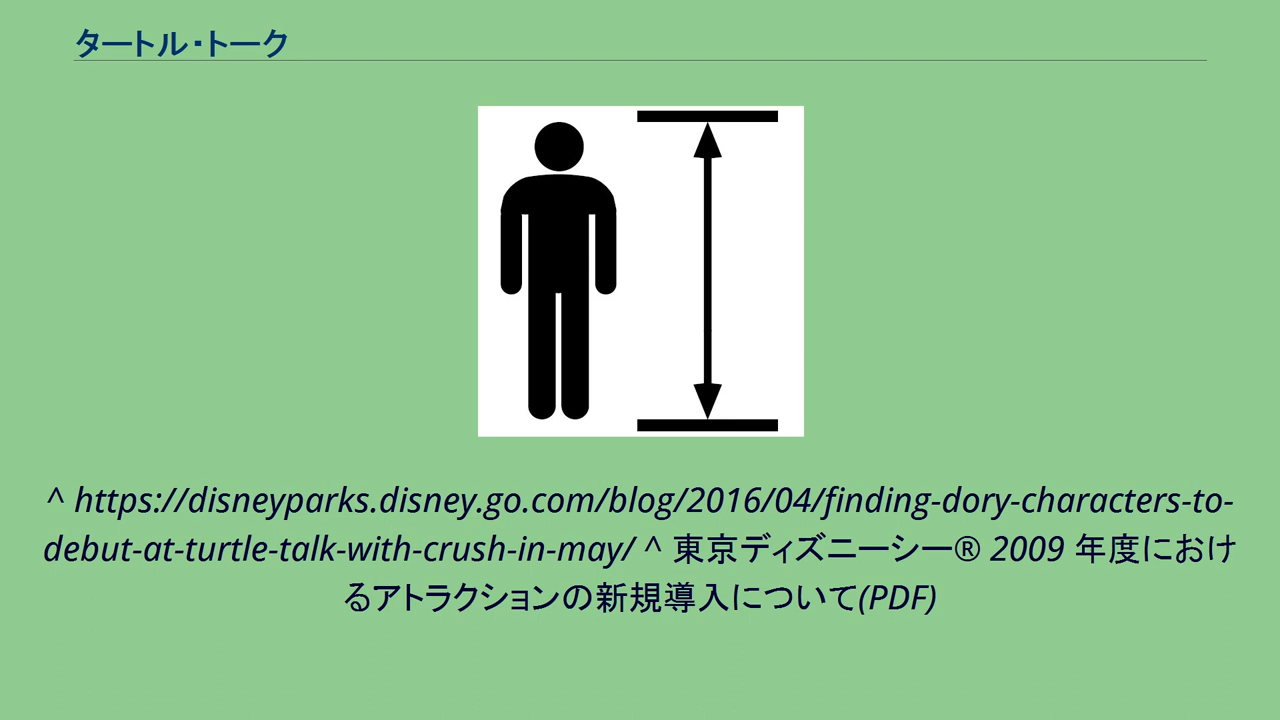 タートル・トーク
^ https://disneyparks.disney.go.com/blog/2016/04/finding-dory-characters-to-
debut-at-turtle-talk-with-crush-in-may/ ^ 東京ディズニーシー® 2009 年度におけ
るアトラクションの新規導入について(PDF)